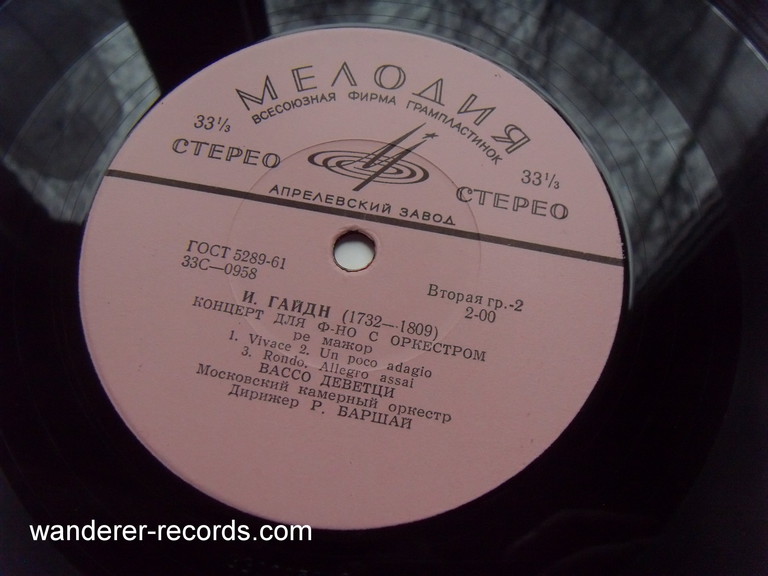 МЕЛОДИЯ
ВСЕСОЮЗНАЯ ФИРМА ГРАМПЛАСТИНОК
33⅓
СТЕРЕО
33⅓
СТЕРЕО
АПРЕЛЕВСКИЙ ЗАВОД
ГОСТ 5289-61
33С—0958
Вторая гр.-2
2-00
И. ГАЙДН (1732—1809)
КОНЦЕРТ ДЛЯ Ф-НО С ОРКЕСТРОМ
ре мажор
1. Vivace 2. Un poco adagio
3. Rondo. Allegro assai
ВАССО ДЕВЕТЦИ
Московский камерный оркестр
Дирижер Р. БАРШАЙ
wanderer-records.com